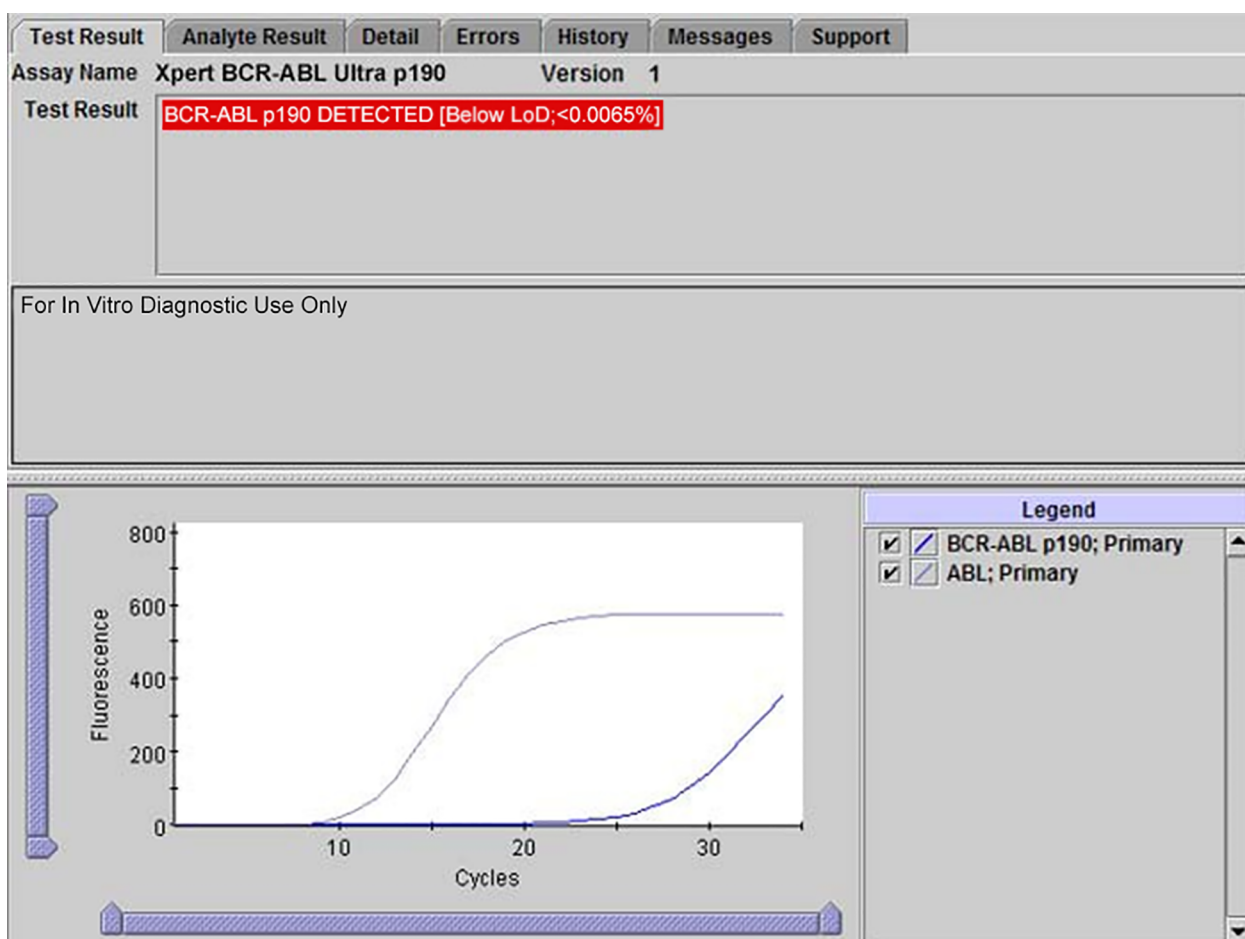 Test Result Analyte Result Detail Errors History Messages Support
Assay Name Xpert BCR-ABL Ultra p190 Version 1
Test Result BCR-ABL p190 DETECTED [Below LoD;<0.0065%]
For In Vitro Diagnostic Use Only
800
600
400
200
0
Fluorescence
10 20 30
Cycles
Legend
BCR-ABL p190; Primary
ABL; Primary